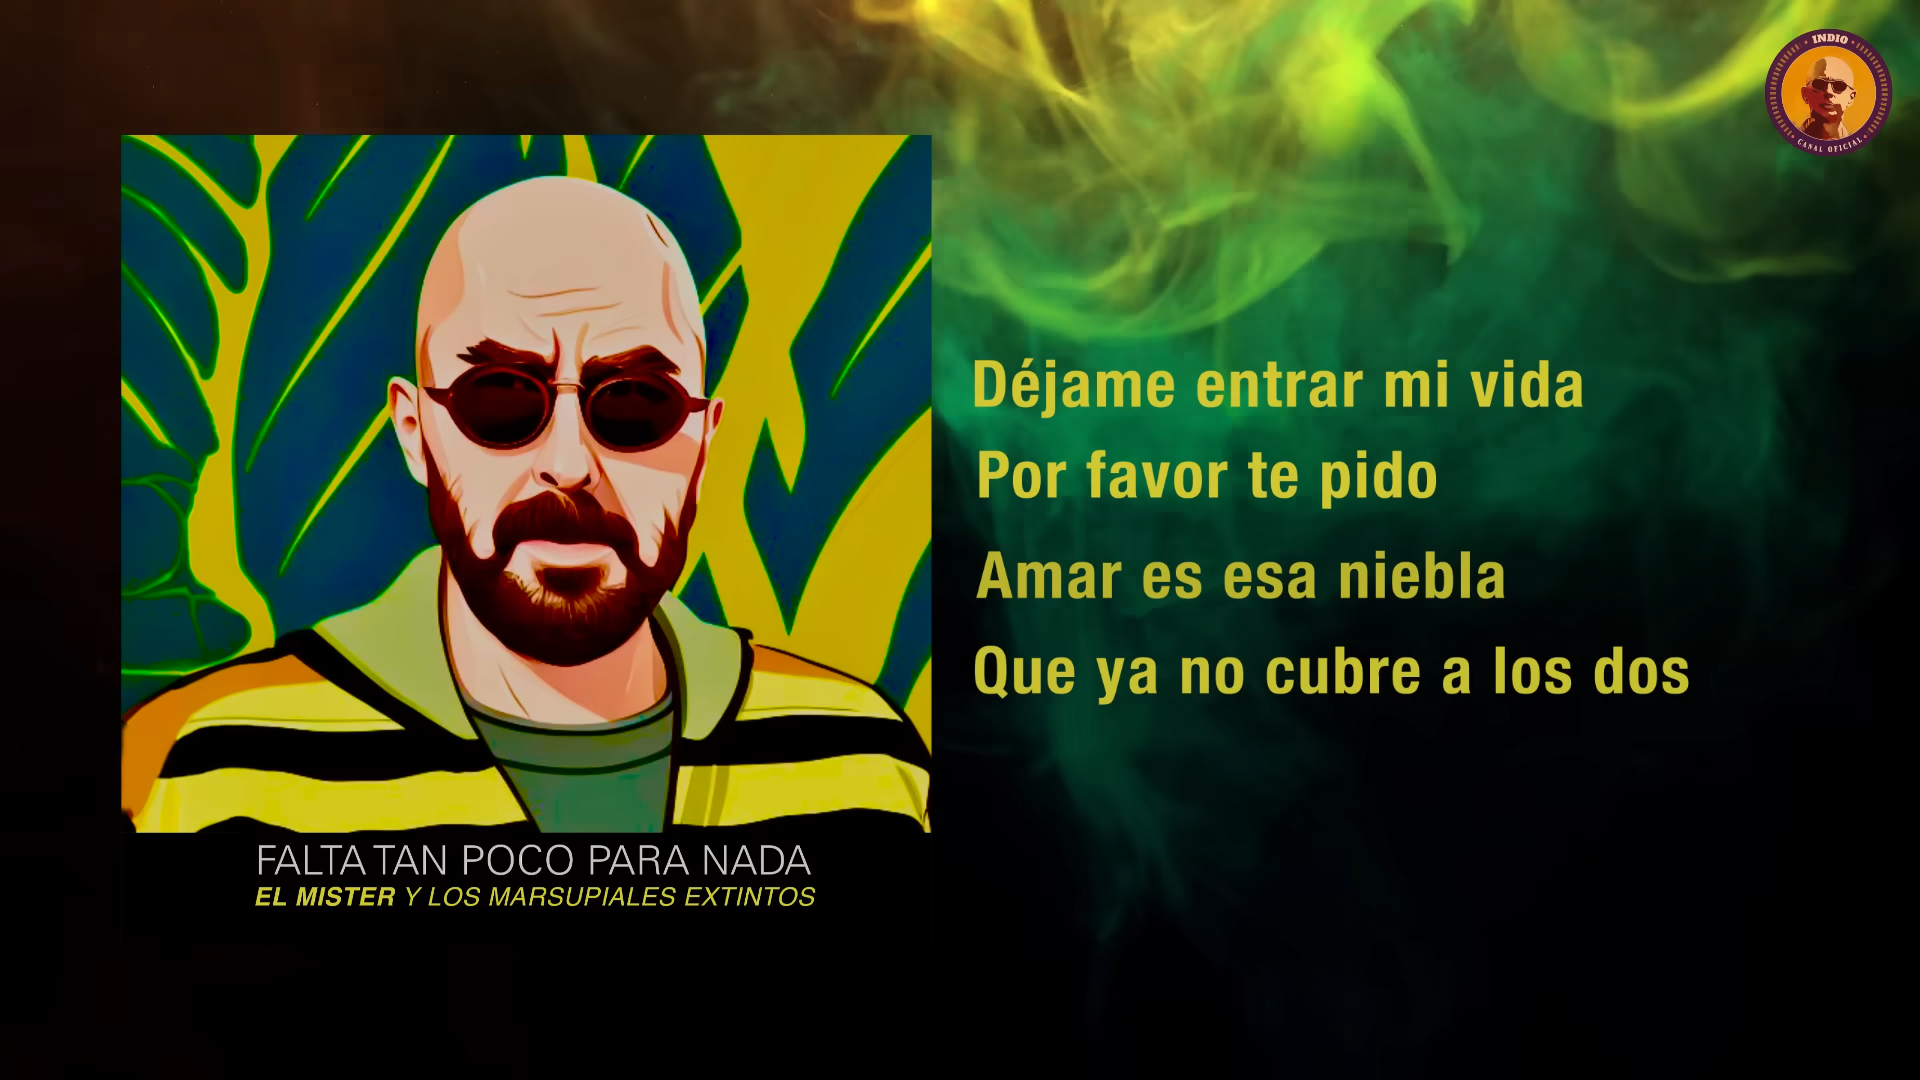 INDIO
CANAL OFICIAL
Déjame entrar mi vida
Por favor te pido
Amar es esa niebla
Que ya no cubre a los dos
FALTA TAN POCO PARA NADA
EL MISTER Y LOS MARSUPIALES EXTINTOS